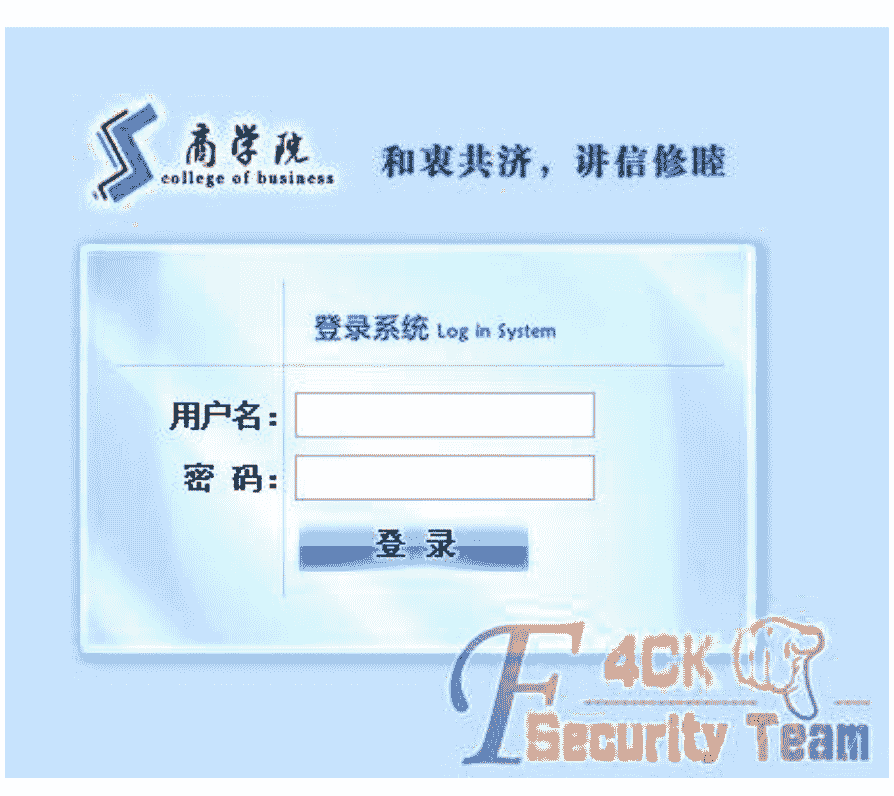 商学院
college of business
和衷共济，讲信修睦
登录系统 Log in System
用户名：
密 码：
登 录
F4CK
Security Team